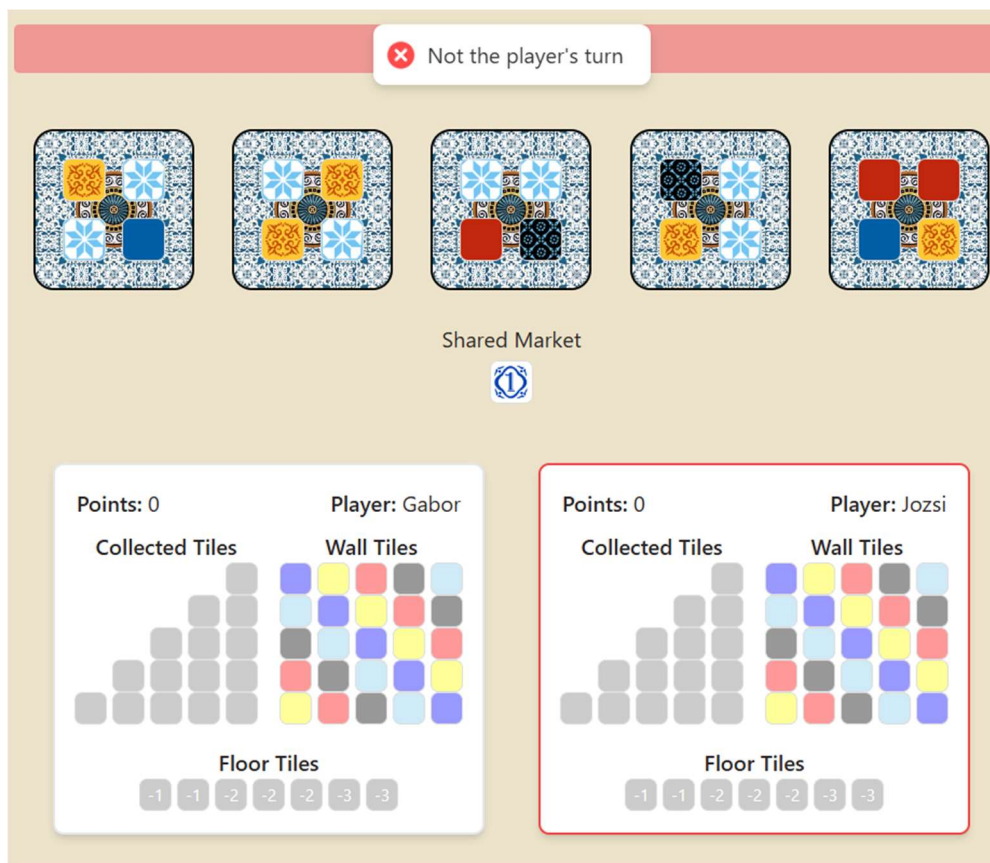 Not the player's turn
Shared Market
1
Points: 0 Player: Gabor
Collected Tiles Wall Tiles
Floor Tiles
-1 -1 -2 -2 -2 -3 -3
Points: 0 Player: Jozsi
Collected Tiles Wall Tiles
Floor Tiles
-1 -1 -2 -2 -2 -3 -3